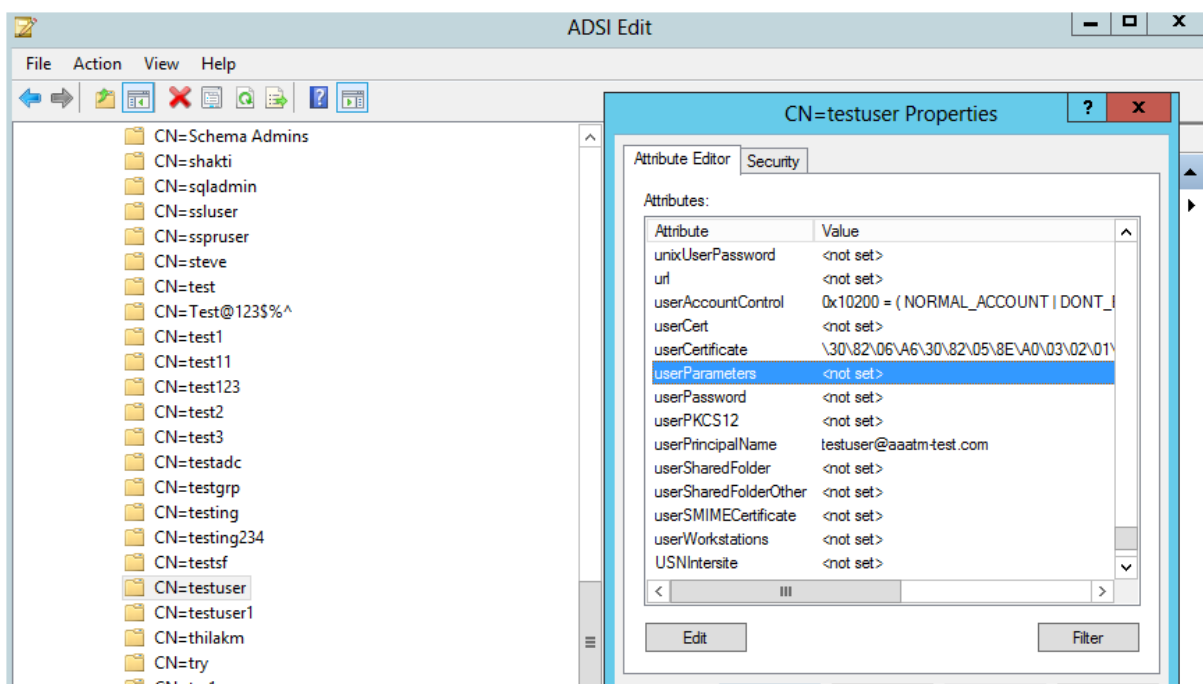 ADSI Edit
File Action View Help
CN=Schema Admins
CN=shakti
CN=sqladmin
CN=ssluser
CN=sspruser
CN=steve
CN=test
CN=Test@123$%^
CN=test1
CN=test11
CN=test123
CN=test2
CN=test3
CN=testadc
CN=testgrp
CN=testing
CN=testing234
CN=testsf
CN=testuser
CN=testuser1
CN=thilakm
CN=try
CN=testuser Properties
? x
Attribute Editor Security
Attributes:
Attribute Value
unixUserPassword <not set>
url <not set>
userAccountControl 0x10200 = ( NORMAL_ACCOUNT | DONT_
userCert <not set>
userCertificate \30\82\06\A6\30\82\05\8E\A0\03\02\01\
userParameters <not set>
userPassword <not set>
userPKCS12 <not set>
userPrincipalName testuser@aaatm-test.com
userSharedFolder <not set>
userSharedFolderOther <not set>
userSMIMECertificate <not set>
userWorkstations <not set>
USNIntersite <not set>
Edit Filter